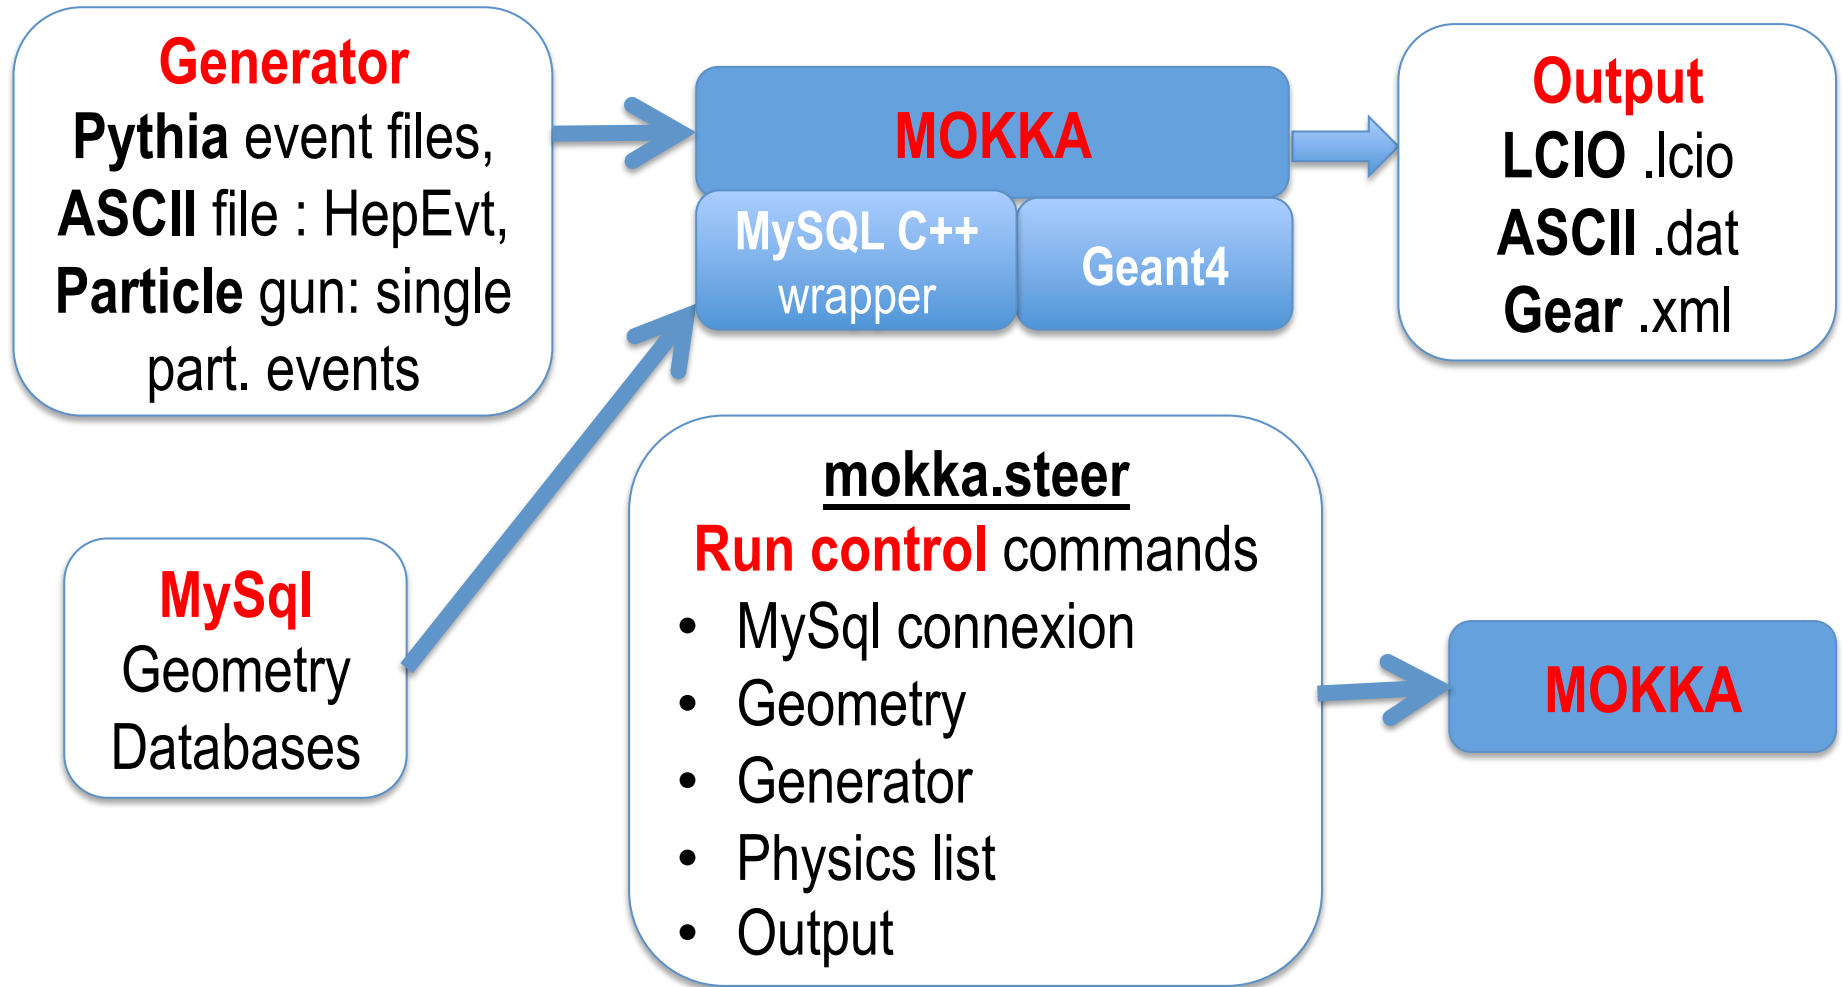 Generator
Pythia event files,
ASCII file : HepEvt,
Particle gun: single
part. events
MOKKA
MySQL C++
wrapper
Geant4
Output
LCIO .lcio
ASCII .dat
Gear .xml
MySql
Geometry
Databases
mokka.steer
Run control commands
• MySql connexion
• Geometry
• Generator
• Physics list
• Output
MOKKA